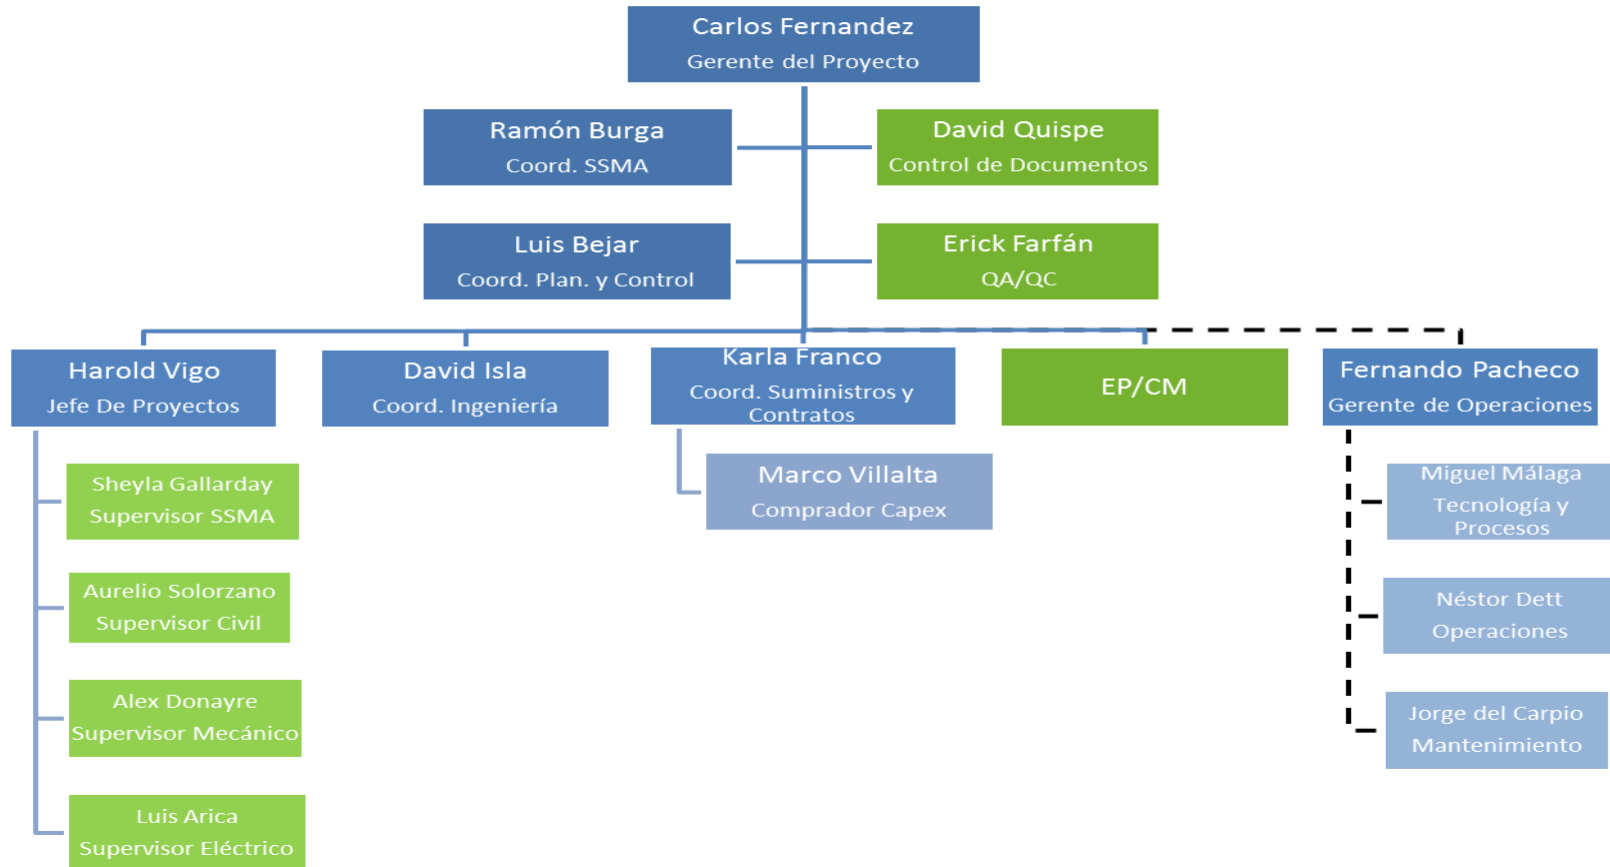 Carlos Fernandez
Gerente del Proyecto
Ramón Burga
Coord. SSMA
David Quispe
Control de Documentos
Luis Bejar
Coord. Plan. y Control
Erick Farfán
QA/QC
Harold Vigo
Jefe De Proyectos
David Isla
Coord. Ingeniería
Karla Franco
Coord. Suministros y
Contratos
EP/CM
Fernando Pacheco
Gerente de Operaciones
Sheyla Gallarday
Supervisor SSMA
Aurelio Solorzano
Supervisor Civil
Alex Donayre
Supervisor Mecánico
Luis Arica
Supervisor Eléctrico
Marco Villalta
Comprador Capex
Miguel Málaga
Tecnología y
Procesos
Néstor Dett
Operaciones
Jorge del Carpio
Mantenimiento